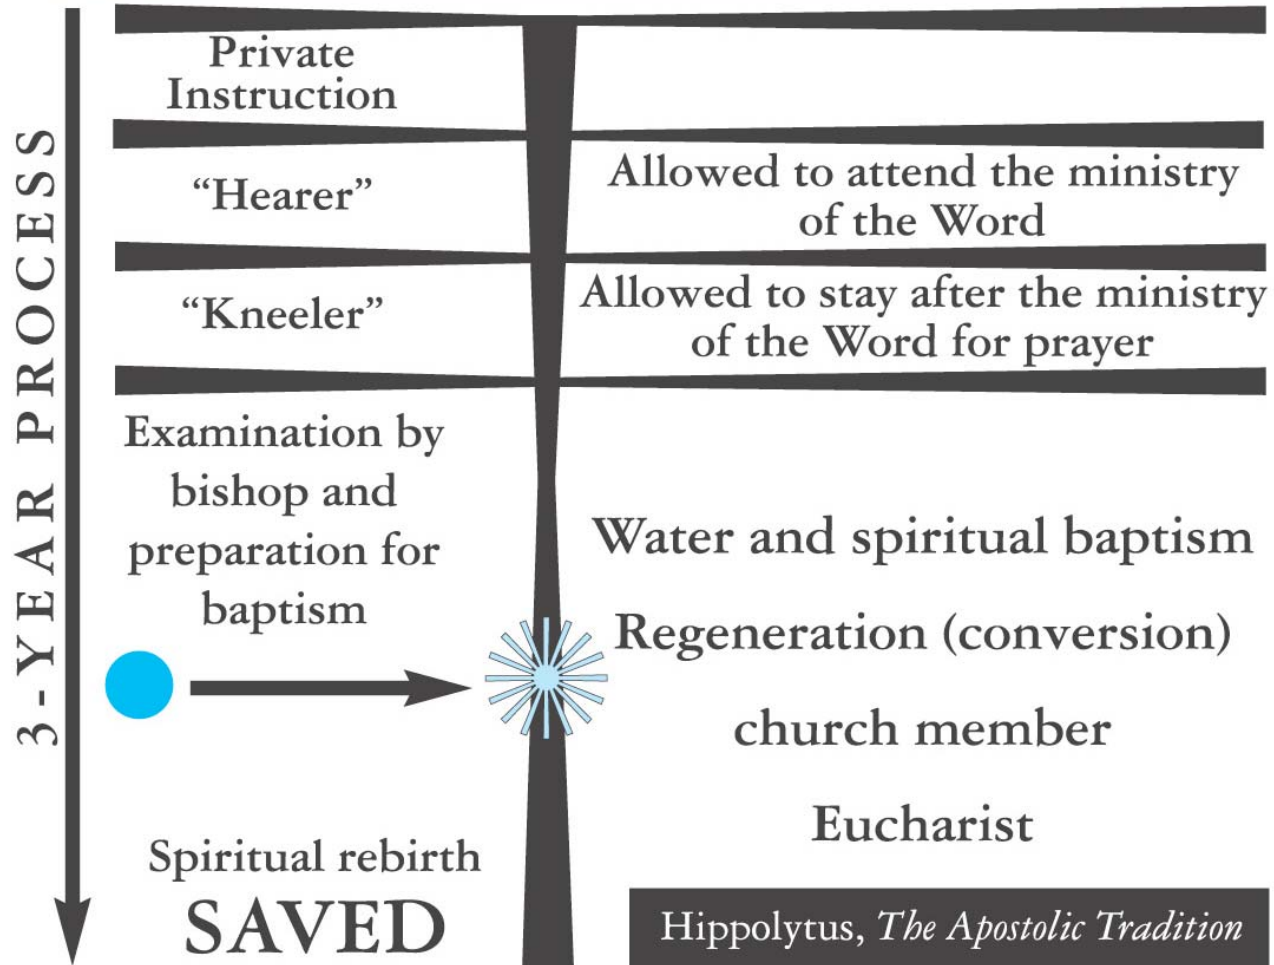 3-YEAR PROCESS
Private
Instruction
“Hearer”
Allowed to attend the ministry
of the Word
“Kneeler”
Allowed to stay after the ministry
of the Word for prayer
Examination by
bishop and
preparation for
baptism
Water and spiritual baptism
Regeneration (conversion)
church member
Eucharist
Spiritual rebirth
SAVED
Hippolytus, The Apostolic Tradition